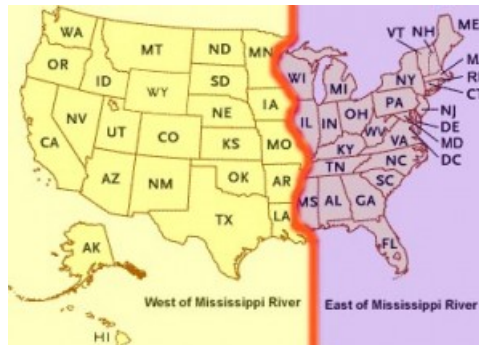 WA
MT
ND
MN
OR
ID
WY
SD
WI
MI
VT
NH
ME
NY
M
RI
CT
NV
UT
CO
NE
IA
IL
IN
OH
PA
NJ
DE
MD
DC
CA
AZ
NM
KS
MO
OK
AR
KY
WV
VA
TN
NC
SC
TX
LA
MS
AL
GA
FL
AK
HI
West of Mississippi River
East of Mississippi River